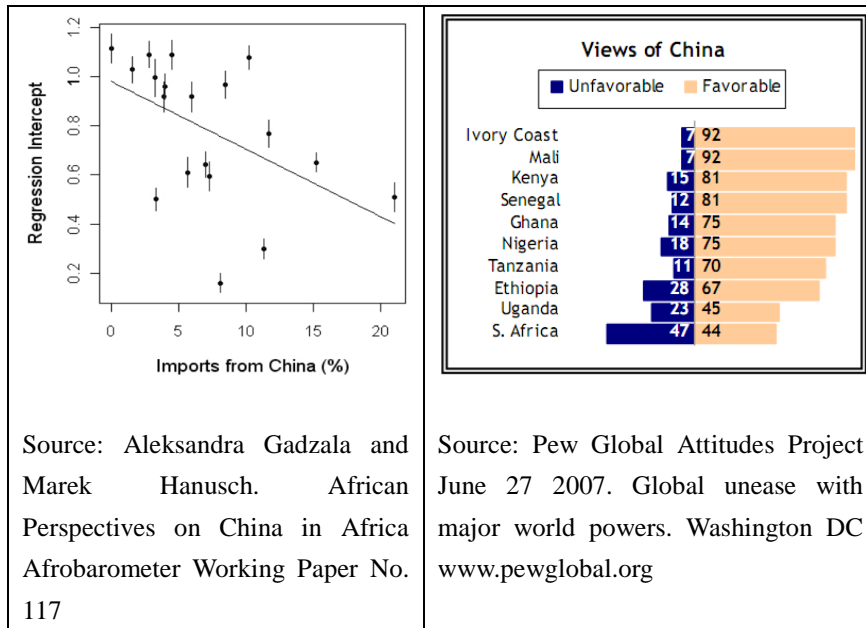 1.2
1.0
0.8
0.6
0.4
0.2
Regression Intercept
0 5 10 15 20
Imports from China (%)
Source: Aleksandra Gadzala and
Marek Hanusch. African
Perspectives on China in Africa
Afrobarometer Working Paper No.
117
Views of China
Unfavorable Favorable
Ivory Coast 7 92
Mali 7 92
Kenya 15 81
Senegal 12 81
Ghana 14 75
Nigeria 18 75
Tanzania 11 70
Ethiopia 28 67
Uganda 23 45
S. Africa 47 44
Source: Pew Global Attitudes Project
June 27 2007. Global unease with
major world powers. Washington DC
www.pewglobal.org